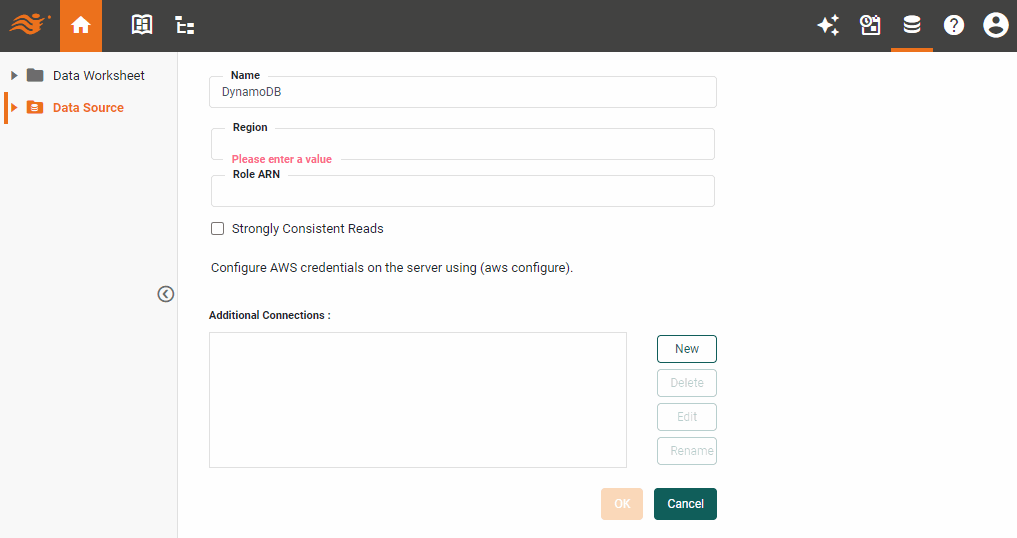 Data Worksheet
Data Source
Name
DynamoDB
Region
Please enter a value
Role ARN
Strongly Consistent Reads
Configure AWS credentials on the server using (aws configure).
Additional Connections :
New
Delete
Edit
Rename
OK
Cancel